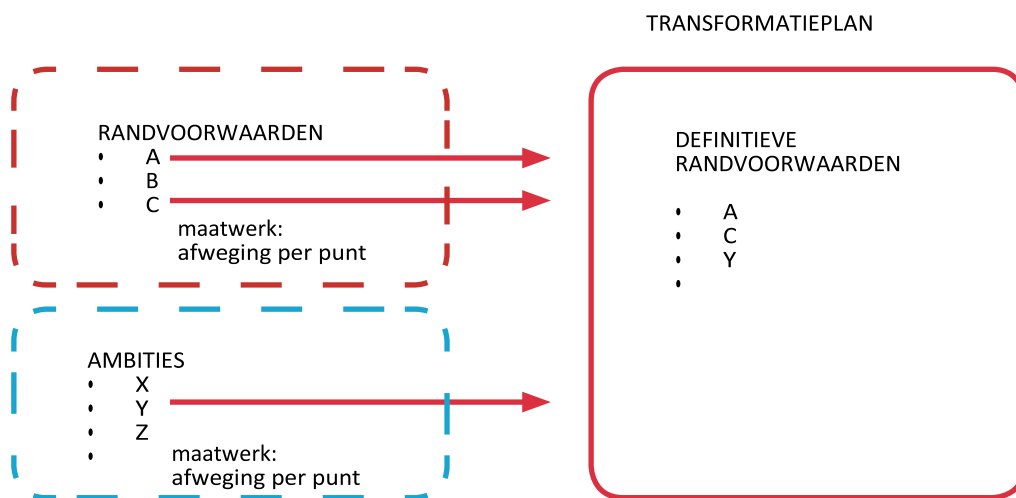 TRANSFORMATIEPLAN
RANDVOORWAARDEN
• A
• B
• C
maatwerk:
afweging per punt
AMBITIES
• X
• Y
• Z
•
maatwerk:
afweging per punt
DEFINITIEVE
RANDVOORWAARDEN
• A
• C
• Y
•